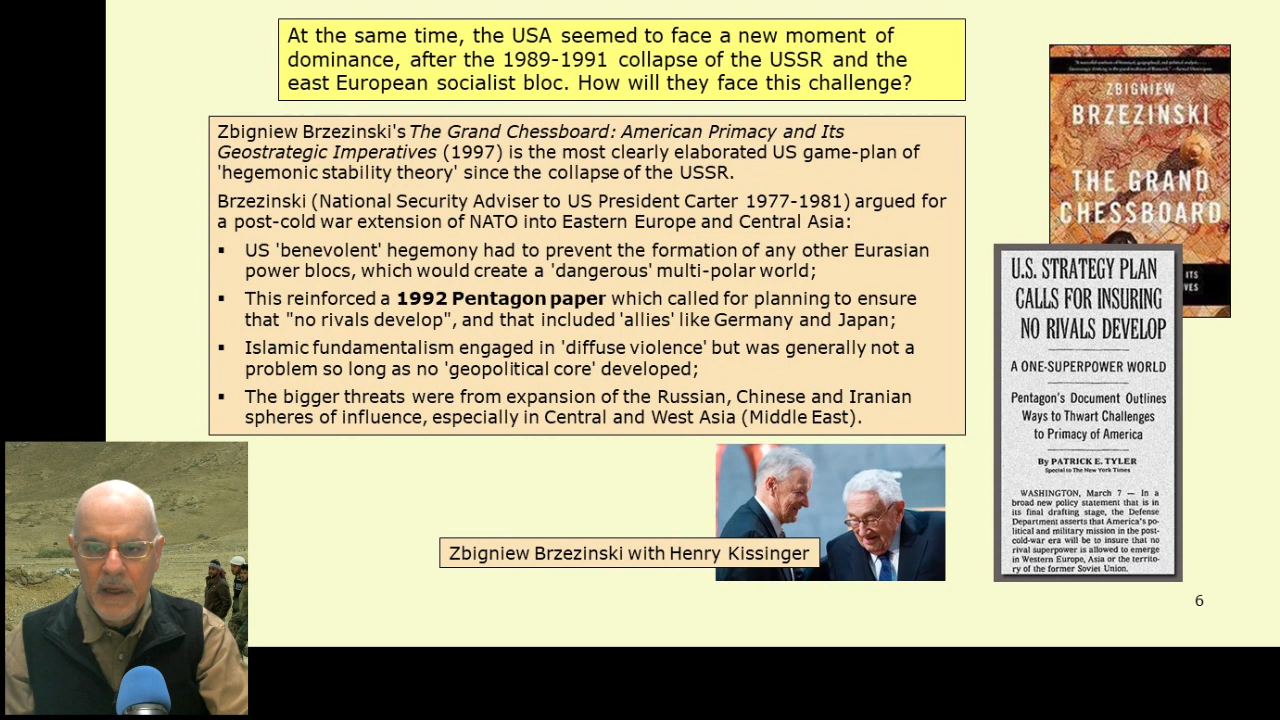 At the same time, the USA seemed to face a new moment of
dominance, after the 1989-1991 collapse of the USSR and the
east European socialist bloc. How will they face this challenge?
Zbigniew Brzezinski's The Grand Chessboard: American Primacy and Its
Geostrategic Imperatives (1997) is the most clearly elaborated US game-plan of
'hegemonic stability theory' since the collapse of the USSR.
Brzezinski (National Security Adviser to US President Carter 1977-1981) argued for
a post-cold war extension of NATO into Eastern Europe and Central Asia:
▪ US 'benevolent' hegemony had to prevent the formation of any other Eurasian
power blocs, which would create a 'dangerous' multi-polar world;
▪ This reinforced a 1992 Pentagon paper which called for planning to ensure
that "no rivals develop", and that included 'allies' like Germany and Japan;
▪ Islamic fundamentalism engaged in 'diffuse violence' but was generally not a
problem so long as no 'geopolitical core' developed;
▪ The bigger threats were from expansion of the Russian, Chinese and Iranian
spheres of influence, especially in Central and West Asia (Middle East).
Zbigniew Brzezinski with Henry Kissinger
ZBIGNIEW
BRZEZINSKI
THE GRAND
CHESSBOARD
ITS
VES
U.S. STRATEGY PLAN
CALLS FOR INSURING
NO RIVALS DEVELOP
A ONE-SUPERPOWER WORLD
Pentagon's Document Outlines
Ways to Thwart Challenges
to Primacy of America
By PATRICK E. TYLER
Special to The New York Times
WASHINGTON, March 7 — In a
broad new policy statement that is in
its final drafting stage, the Defense
Department asserts that America's po-
litical and military mission in the post-
cold-war era will be to insure that no
rival superpower is allowed to emerge
in Western Europe, Asia or the territo-
ry of the former Soviet Union.
6